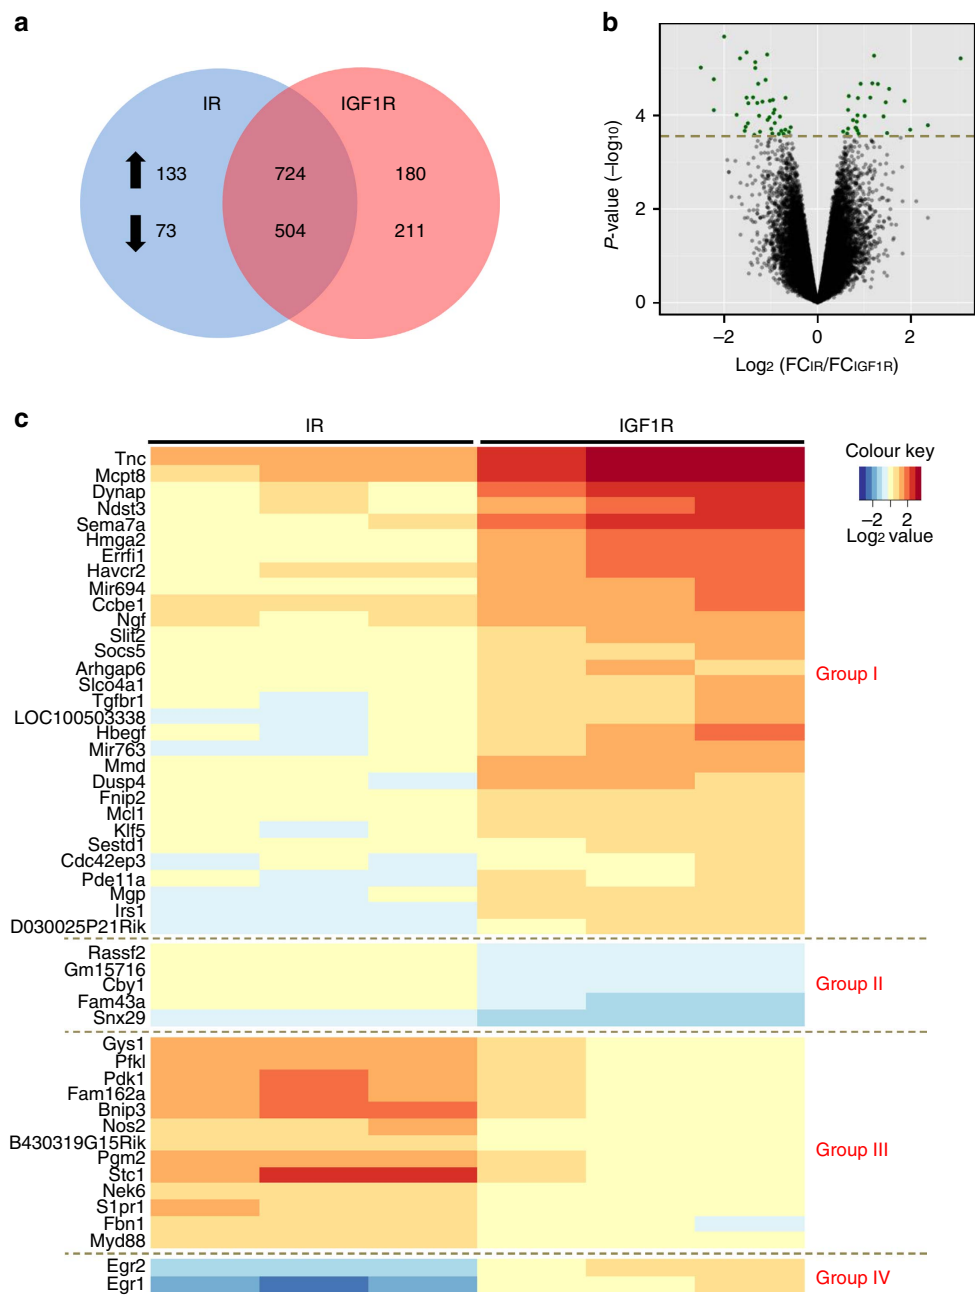 a
IR IGF1R
133 724 180
73 504 211
b
P-value (–log10)
4
2
0
–2 0 2
Log2 (FCIR/FCIGF1R)
c
IR IGF1R
Tnc
Mcpt8
Dynap
Ndst3
Sema7a
Hmga2
Errfi1
Havcr2
Mir694
Ccbe1
Ngf
Slit2
Socs5
Arhgap6
Slco4a1
Tgfbr1
LOC100503338
Hbegf
Mir763
Mmd
Dusp4
Fnip2
Mcl1
Klf5
Sestd1
Cdc42ep3
Pde11a
Mgp
Irs1
D030025P21Rik
Group I
Rassf2
Gm15716
Cby1
Fam43a
Snx29
Group II
Gys1
Pfkl
Pdk1
Fam162a
Bnip3
Nos2
B430319G15Rik
Pgm2
Stc1
Nek6
S1pr1
Fbn1
Myd88
Group III
Egr2
Egr1
Group IV
Colour key
–2 2
Log2 value